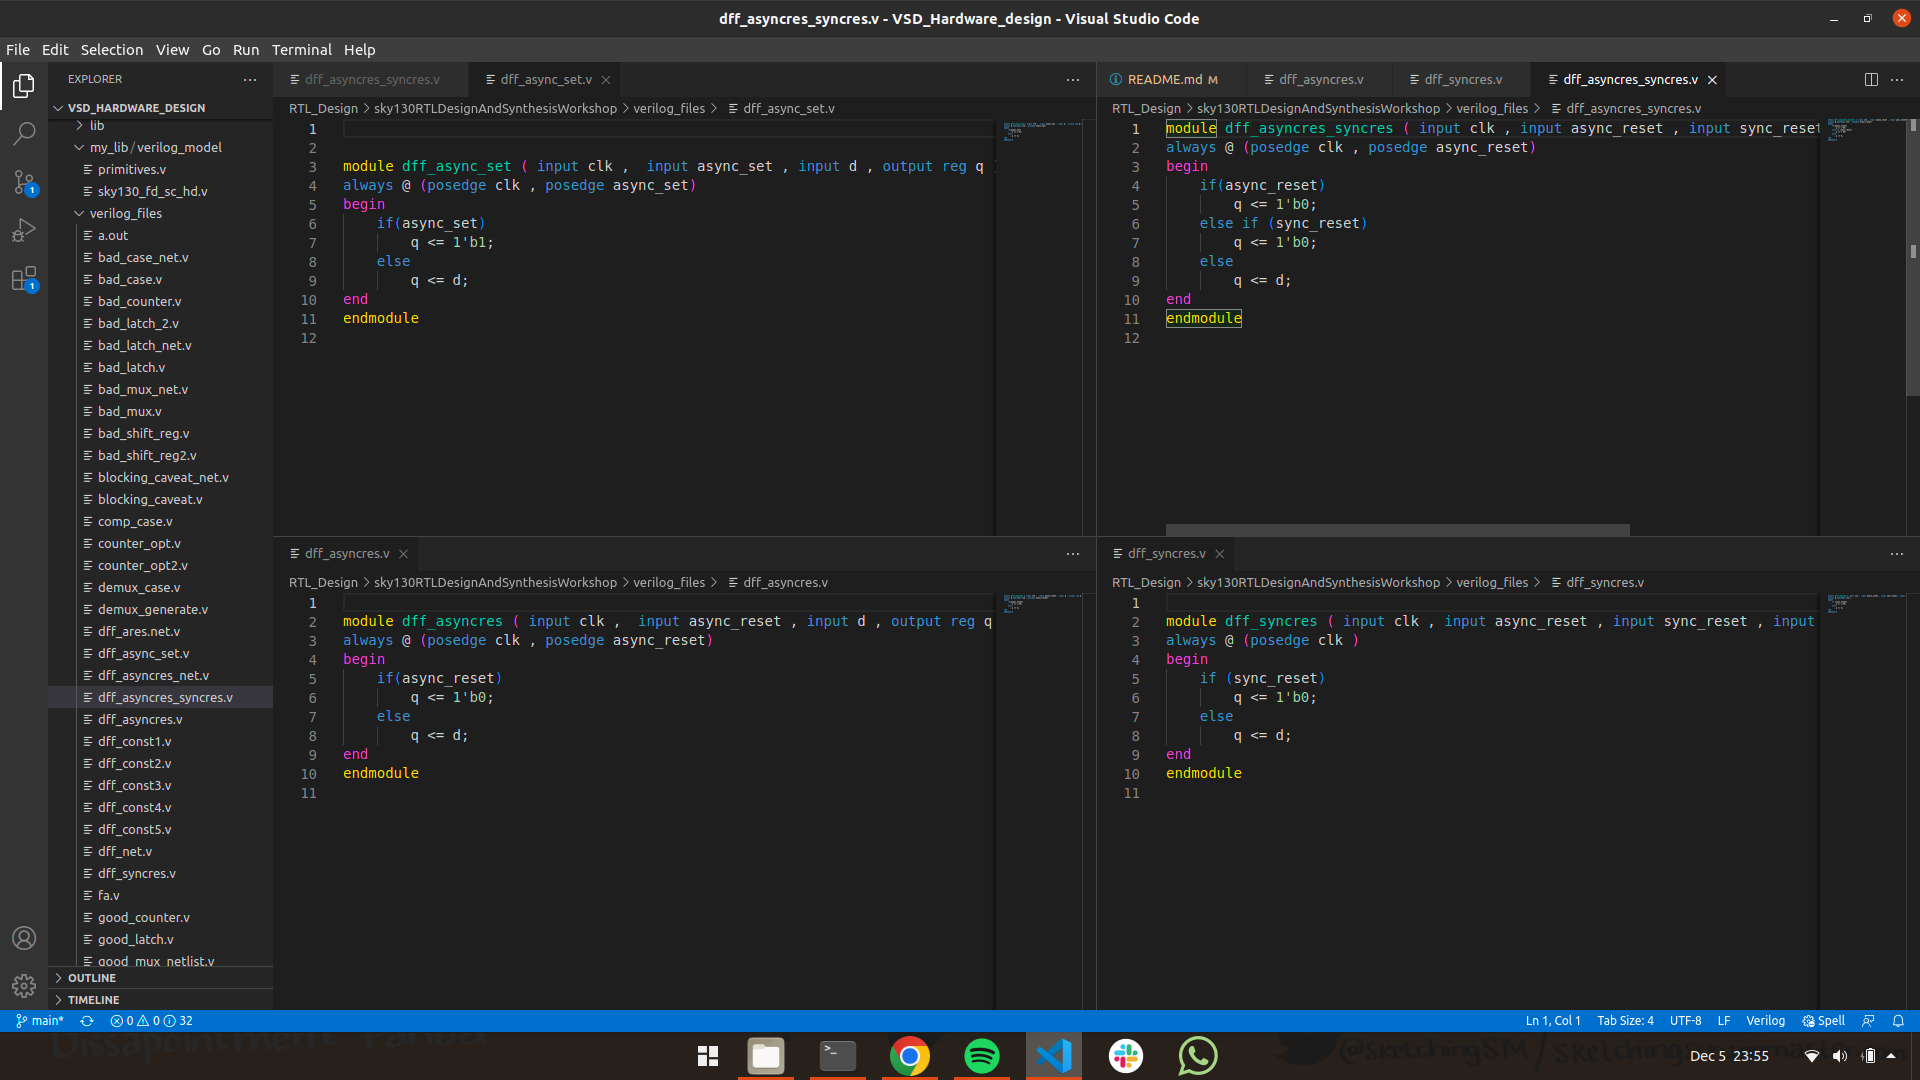 dff_asyncres_syncres.v - VSD_Hardware_design - Visual Studio Code
File Edit Selection View Go Run Terminal Help
EXPLORER
VSD_HARDWARE_DESIGN
lib
my_lib / verilog_model
primitives.v
sky130_fd_sc_hd.v
verilog_files
a.out
bad_case_net.v
bad_case.v
bad_counter.v
bad_latch_2.v
bad_latch_net.v
bad_latch.v
bad_mux_net.v
bad_mux.v
bad_shift_reg.v
bad_shift_reg2.v
blocking_caveat_net.v
blocking_caveat.v
comp_case.v
counter_opt.v
counter_opt2.v
demux_case.v
demux_generate.v
dff_ares.net.v
dff_async_set.v
dff_asyncres_net.v
dff_asyncres_syncres.v
dff_asyncres.v
dff_const1.v
dff_const2.v
dff_const3.v
dff_const4.v
dff_const5.v
dff_net.v
dff_syncres.v
fa.v
good_counter.v
good_latch.v
good_mux_netlist.v
OUTLINE
TIMELINE
1
1
dff_asyncres_syncres.v dff_async_set.v
RTL_Design > sky130RTLDesignAndSynthesisWorkshop > verilog_files > dff_async_set.v
1
2
3 module dff_async_set ( input clk , input async_set , input d , output reg q
4 always @ (posedge clk , posedge async_set)
5 begin
6 if(async_set)
7 q <= 1'b1;
8 else
9 q <= d;
10 end
11 endmodule
12
README.md M dff_asyncres.v dff_syncres.v dff_asyncres_syncres.v
RTL_Design > sky130RTLDesignAndSynthesisWorkshop > verilog_files > dff_asyncres_syncres.v
1 module dff_asyncres_syncres ( input clk , input async_reset , input sync_reset
2 always @ (posedge clk , posedge async_reset)
3 begin
4 if(async_reset)
5 q <= 1'b0;
6 else if (sync_reset)
7 q <= 1'b0;
8 else
9 q <= d;
10 end
11 endmodule
12
dff_asyncres.v
RTL_Design > sky130RTLDesignAndSynthesisWorkshop > verilog_files > dff_asyncres.v
1
2 module dff_asyncres ( input clk , input async_reset , input d , output reg q
3 always @ (posedge clk , posedge async_reset)
4 begin
5 if(async_reset)
6 q <= 1'b0;
7 else
8 q <= d;
9 end
10 endmodule
11
dff_syncres.v
RTL_Design > sky130RTLDesignAndSynthesisWorkshop > verilog_files > dff_syncres.v
1
2 module dff_syncres ( input clk , input async_reset , input sync_reset , input
3 always @ (posedge clk )
4 begin
5 if (sync_reset)
6 q <= 1'b0;
7 else
8 q <= d;
9 end
10 endmodule
11
main* 0 0 32 Ln 1, Col 1 Tab Size: 4 UTF-8 LF Verilog Spell
Dec 5 23:55